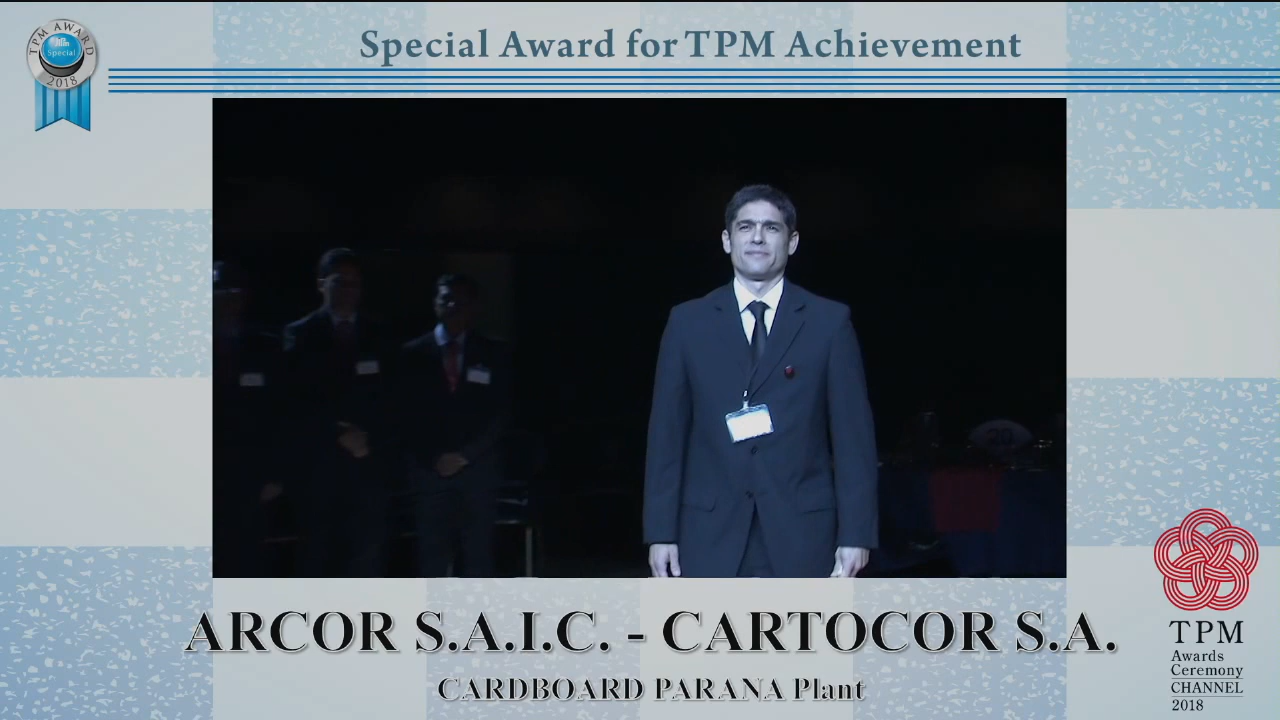 TPM AWARD
Special
2018
Special Award for TPM Achievement
20
ARCOR S.A.I.C. - CARTOCOR S.A.
CARDBOARD PARANA Plant
TPM
Awards
Ceremony
CHANNEL
2018